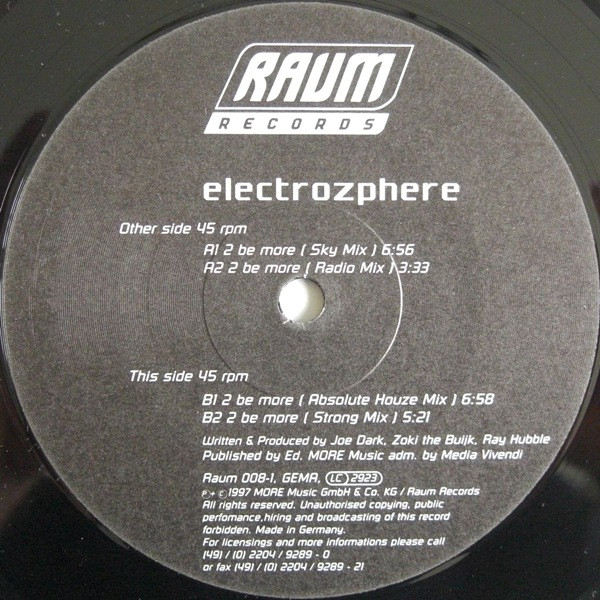 RAUM
RECORDS
electrozphere
Other side 45 rpm
A1 2 be more ( Sky Mix ) 6:56
A2 2 be more ( Radio Mix ) 3:33
This side 45 rpm
B1 2 be more ( Absolute Houze Mix ) 6:58
B2 2 be more ( Strong Mix ) 5:21
Written & Produced by Joe Dark, Zoki the Buijk, Ray Hubble
Published by Ed. MORE Music adm. by Media Vivendi
Raum 008-1, GEMA, LC 2923
℗+© 1997 MORE Music GmbH & Co. KG / Raum Records
All rights reserved. Unauthorised copying, public
perfomance,hiring and broadcasting of this record
forbidden. Made in Germany.
For licensings and more informations please call
(49) / (0) 2204 / 9289 - 0
or fax (49) / (0) 2204 / 9289 - 21